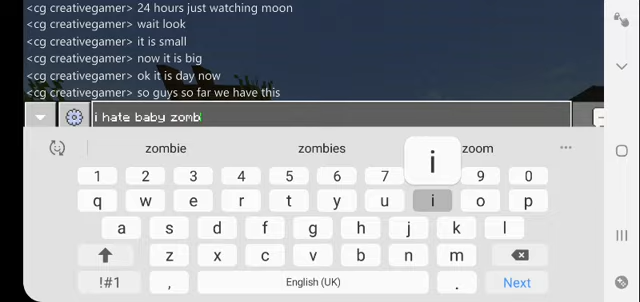 <cg creativegamer> 24 hours just watching moon
<cg creativegamer> wait look
<cg creativegamer> it is small
<cg creativegamer> now it is big
<cg creativegamer> ok it is day now
<cg creativegamer> so guys so far we have this
i hate baby zomb
zombie zombies zoom
i
1 2 3 4 5 6 7 9 0
q w e r t y u i o p
a s d f g h j k l
z x c v b n m
!#1 , English (UK) . Next